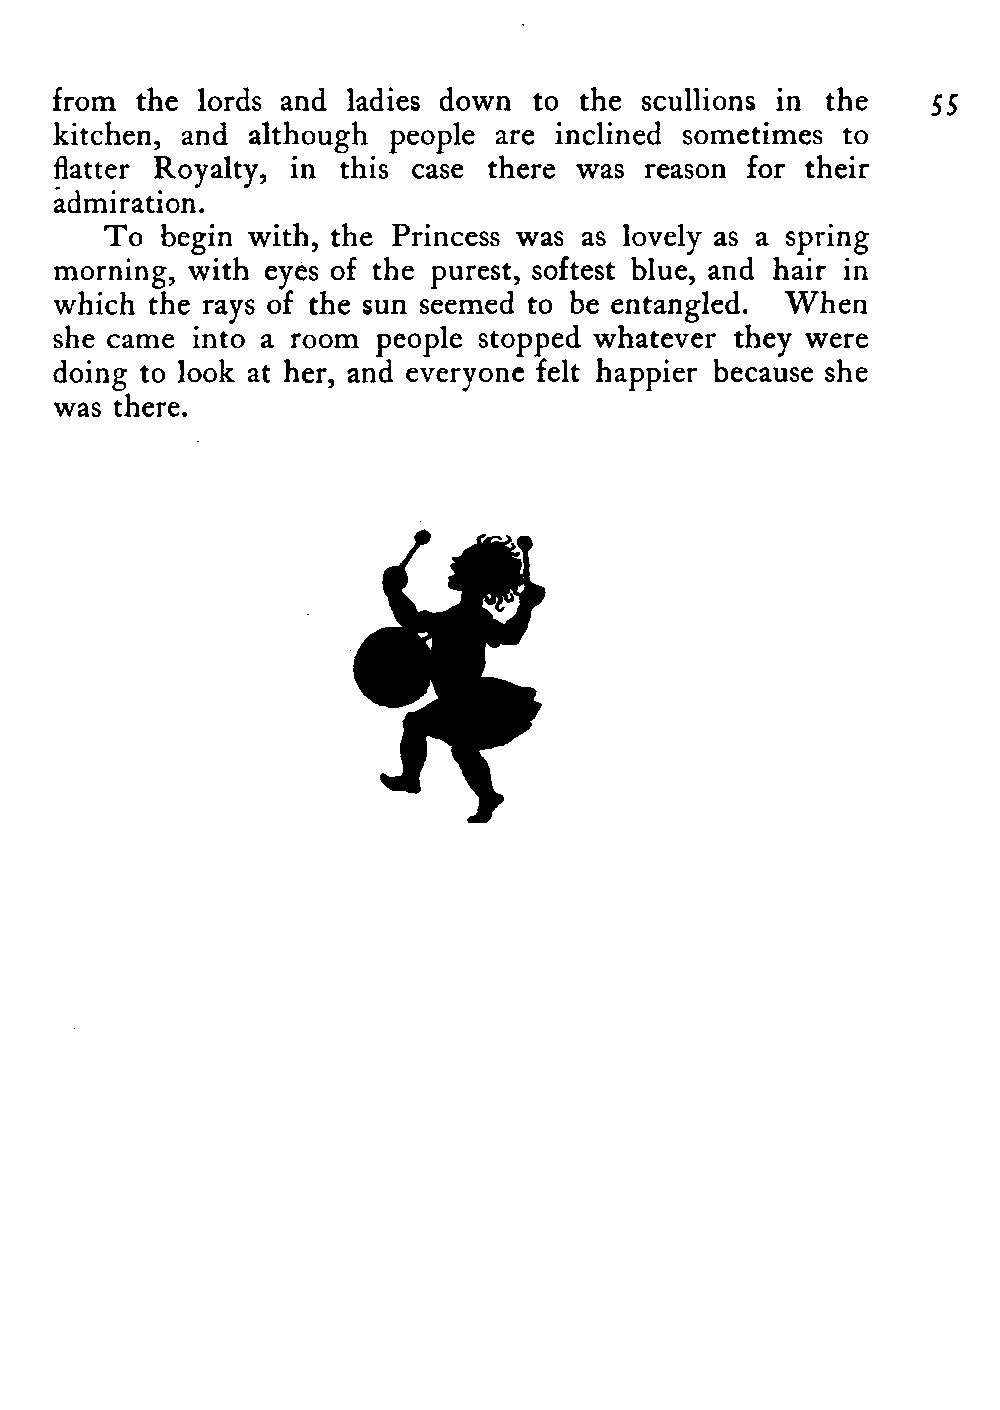 from the lords and ladies down to the scullions in the 55
kitchen, and although people are inclined sometimes to
flatter Royalty, in this case there was reason for their
admiration.
To begin with, the Princess was as lovely as a spring
morning, with eyes of the purest, softest blue, and hair in
which the rays of the sun seemed to be entangled. When
she came into a room people stopped whatever they were
doing to look at her, and everyone felt happier because she
was there.